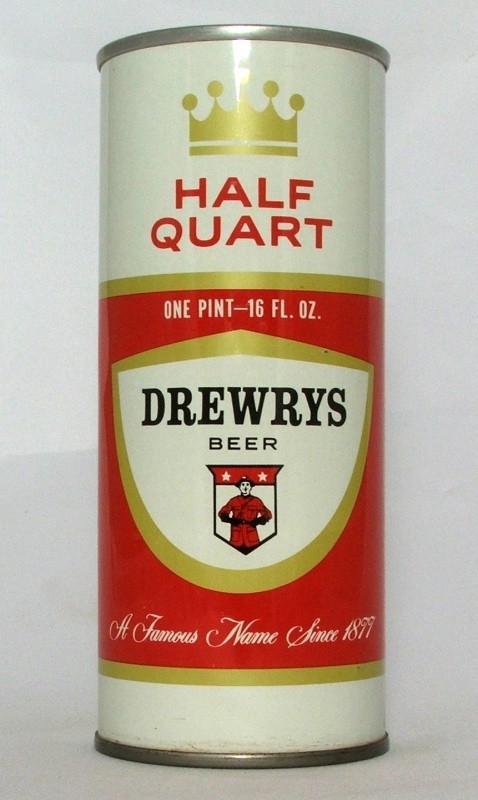 HALF
QUART
ONE PINT—16 FL. OZ.
DREWRYS
BEER
A Famous Name Since 1877